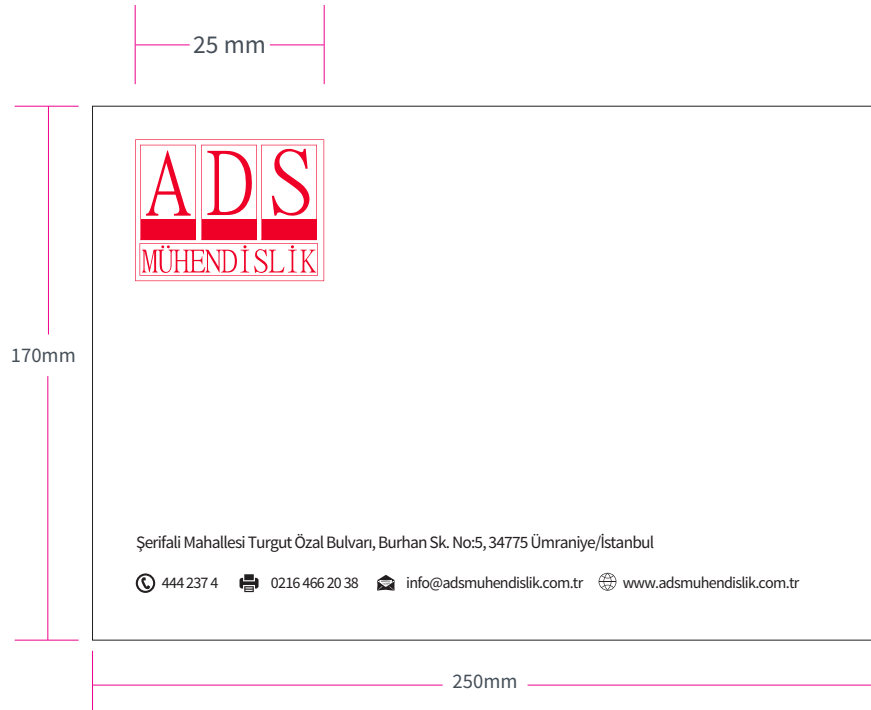 25 mm
ADS
MÜHENDİSLİK
170mm
Şerifali Mahallesi Turgut Özal Bulvarı, Burhan Sk. No:5, 34775 Ümraniye/İstanbul
444 237 4 0216 466 20 38 info@adsmuhendislik.com.tr www.adsmuhendislik.com.tr
250mm